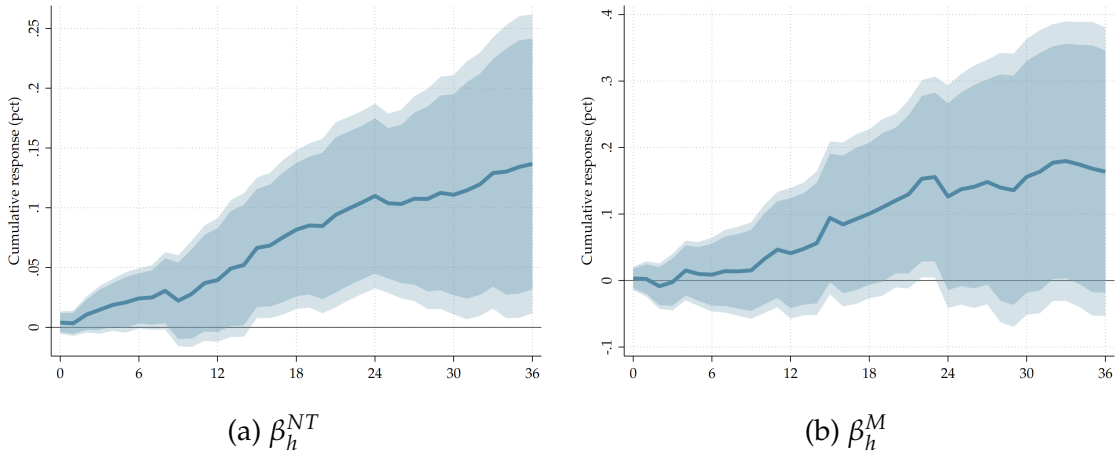 Cumulative response (pct)
.25
.2
.15
.1
.05
0
0 6 12 18 24 30 36
(a) β_h^{NT}
Cumulative response (pct)
.4
.3
.2
.1
0
-.1
0 6 12 18 24 30 36
(b) β_h^M